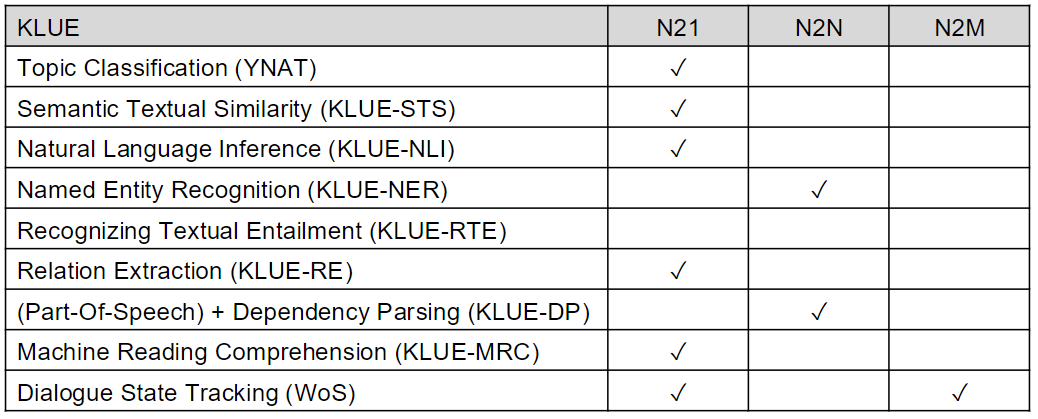 KLUE N21 N2N N2M
Topic Classification (YNAT) ✓
Semantic Textual Similarity (KLUE-STS) ✓
Natural Language Inference (KLUE-NLI) ✓
Named Entity Recognition (KLUE-NER) ✓
Recognizing Textual Entailment (KLUE-RTE)
Relation Extraction (KLUE-RE) ✓
(Part-Of-Speech) + Dependency Parsing (KLUE-DP) ✓
Machine Reading Comprehension (KLUE-MRC) ✓
Dialogue State Tracking (WoS) ✓ ✓